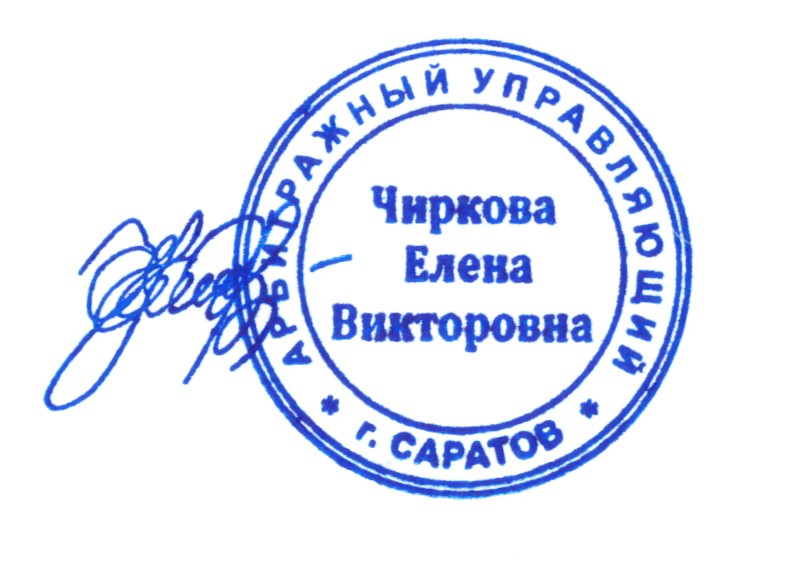 АРБИТРАЖНЫЙ УПРАВЛЯЮЩИЙ
Чиркова
Елена
Викторовна
* г. САРАТОВ *